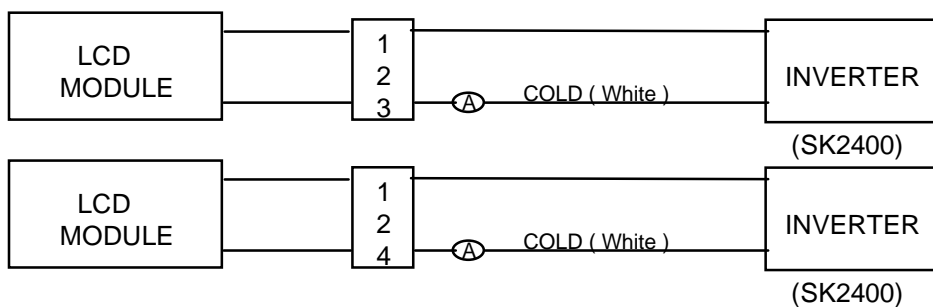 LCD
MODULE
1
2
3
A
COLD ( White )
INVERTER
(SK2400)
LCD
MODULE
1
2
4
A
COLD ( White )
INVERTER
(SK2400)